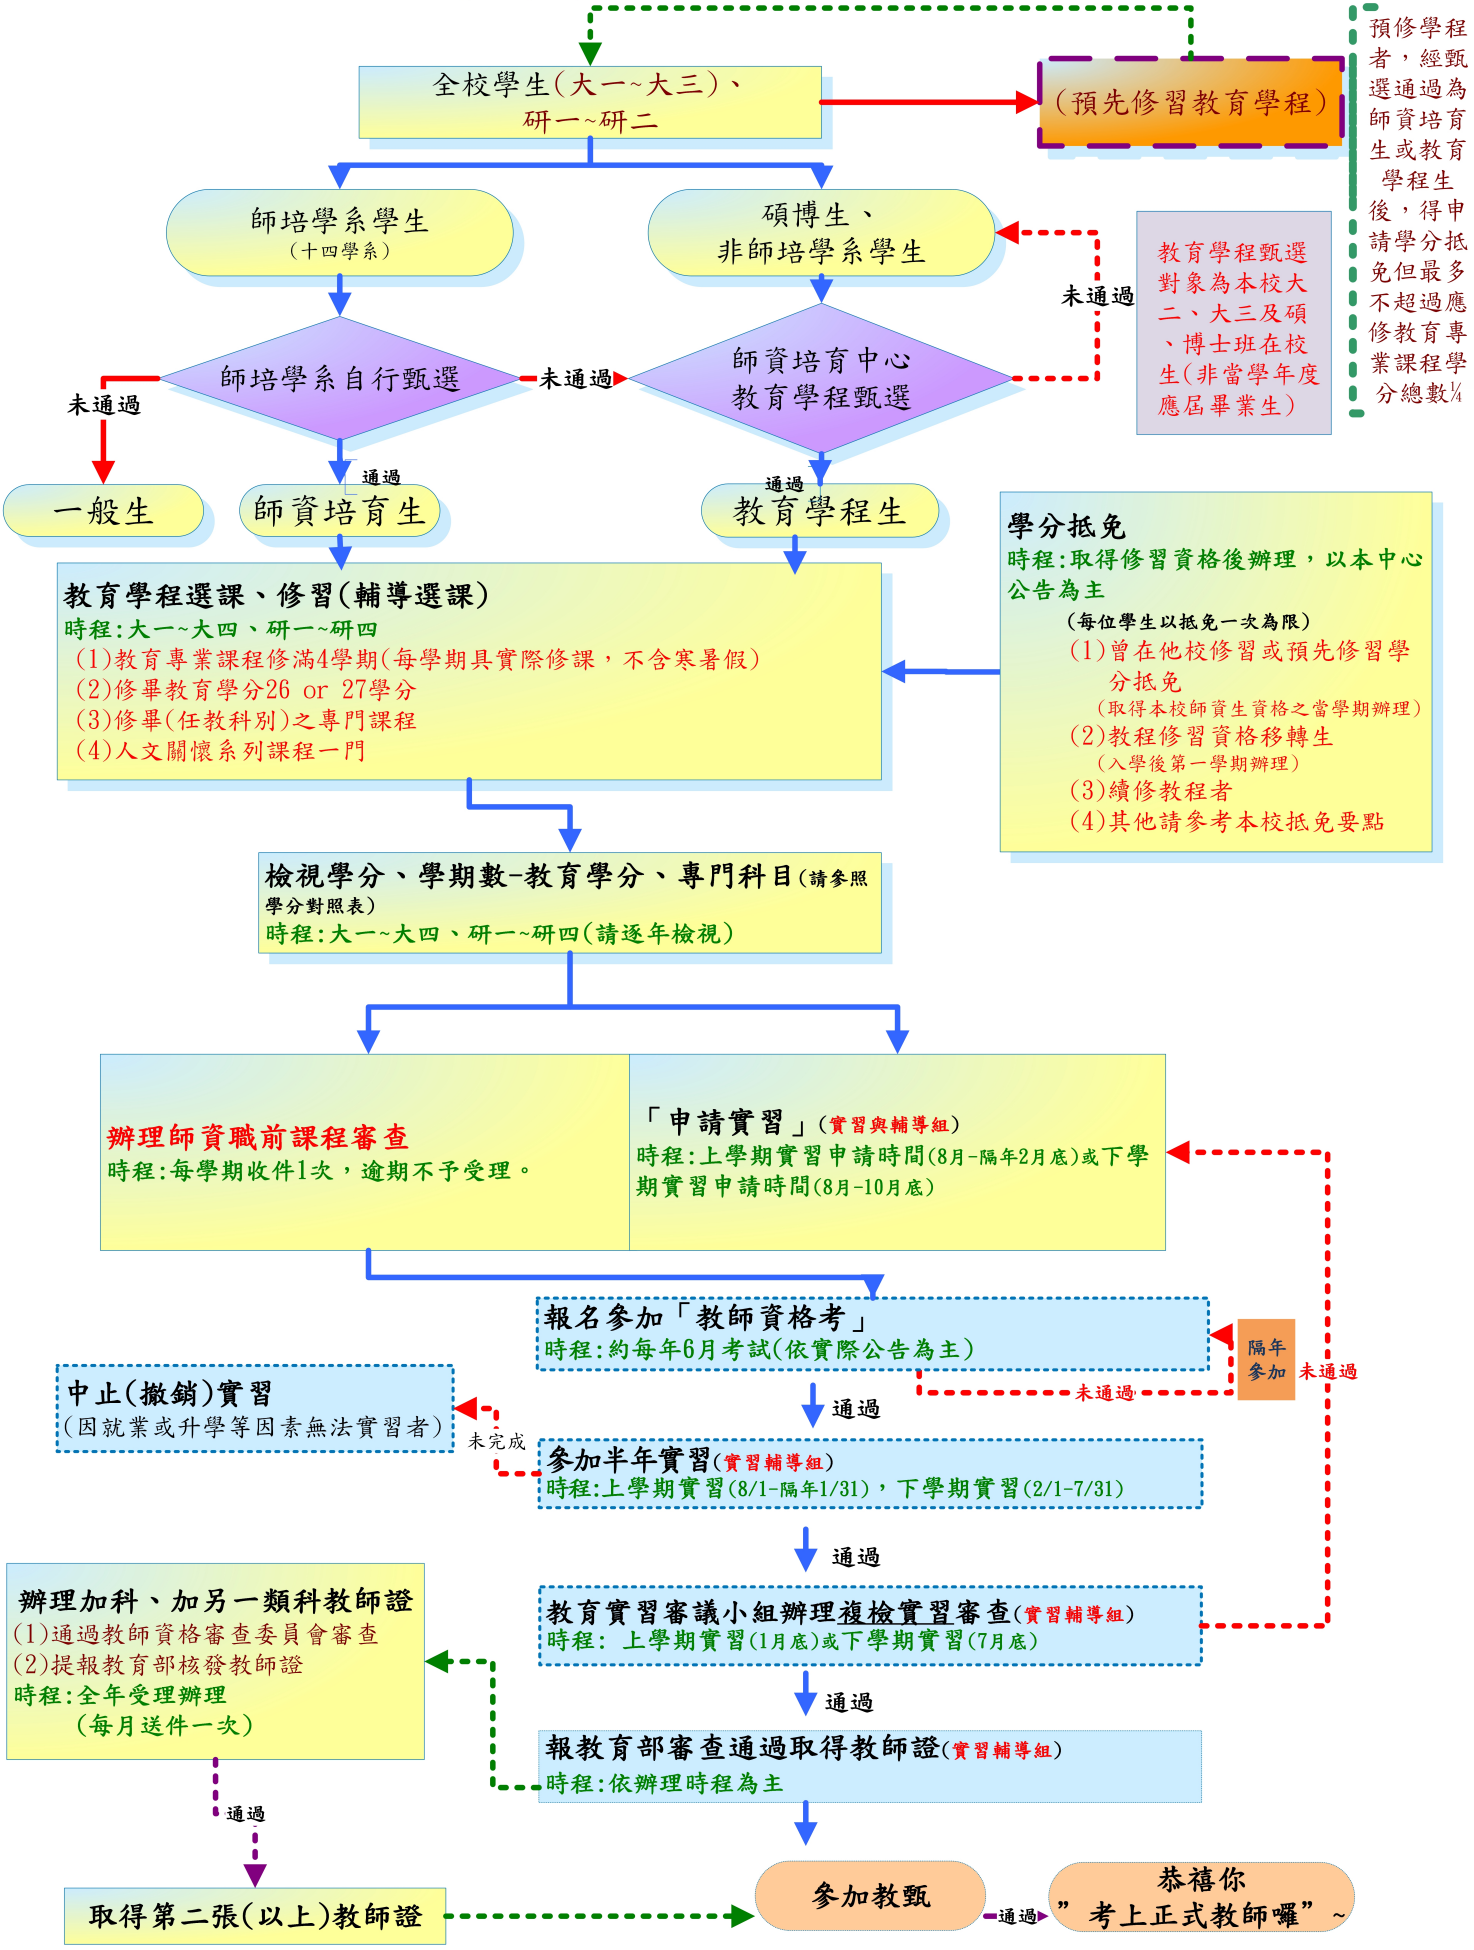 全校學生(大一~大三)、
研一~研二
(預先修習教育學程)
預修學程
者，經甄
選通過為
師資培育
生或教育
學程生
後，得申
請學分抵
免但最多
不超過應
修教育專
業課程學
分總數¼
師培學系學生
(十四學系)
碩博生、
非師培學系學生
教育學程甄選
對象為本校大
二、大三及碩
、博士班在校
生(非當學年度
應屆畢業生)
未通過
師培學系自行甄選
未通過
師資培育中心
教育學程甄選
未通過
通過
通過
一般生
師資培育生
教育學程生
學分抵免
時程:取得修習資格後辦理，以本中心
公告為主
(每位學生以抵免一次為限)
(1)曾在他校修習或預先修習學
分抵免
(取得本校師資生資格之當學期辦理)
(2)教程修習資格移轉生
(入學後第一學期辦理)
(3)續修教程者
(4)其他請參考本校抵免要點
教育學程選課、修習(輔導選課)
時程:大一~大四、研一~研四
(1)教育專業課程修滿4學期(每學期具實際修課，不含寒暑假)
(2)修畢教育學分26 or 27學分
(3)修畢(任教科別)之專門課程
(4)人文關懷系列課程一門
檢視學分、學期數-教育學分、專門科目(請參照
學分對照表)
時程:大一~大四、研一~研四(請逐年檢視)
辦理師資職前課程審查
時程:每學期收件1次，逾期不予受理。
「申請實習」(實習與輔導組)
時程:上學期實習申請時間(8月-隔年2月底)或下學
期實習申請時間(8月-10月底)
報名參加「教師資格考」
時程:約每年6月考試(依實際公告為主)
隔年
參加
未通過
未通過
通過
中止(撤銷)實習
(因就業或升學等因素無法實習者)
未完成
參加半年實習(實習輔導組)
時程:上學期實習(8/1-隔年1/31)，下學期實習(2/1-7/31)
通過
教育實習審議小組辦理複檢實習審查(實習輔導組)
時程: 上學期實習(1月底)或下學期實習(7月底)
通過
辦理加科、加另一類科教師證
(1)通過教師資格審查委員會審查
(2)提報教育部核發教師證
時程:全年受理辦理
(每月送件一次)
報教育部審查通過取得教師證(實習輔導組)
時程:依辦理時程為主
通過
取得第二張(以上)教師證
參加教甄
通過
恭禧你
”考上正式教師囉”~